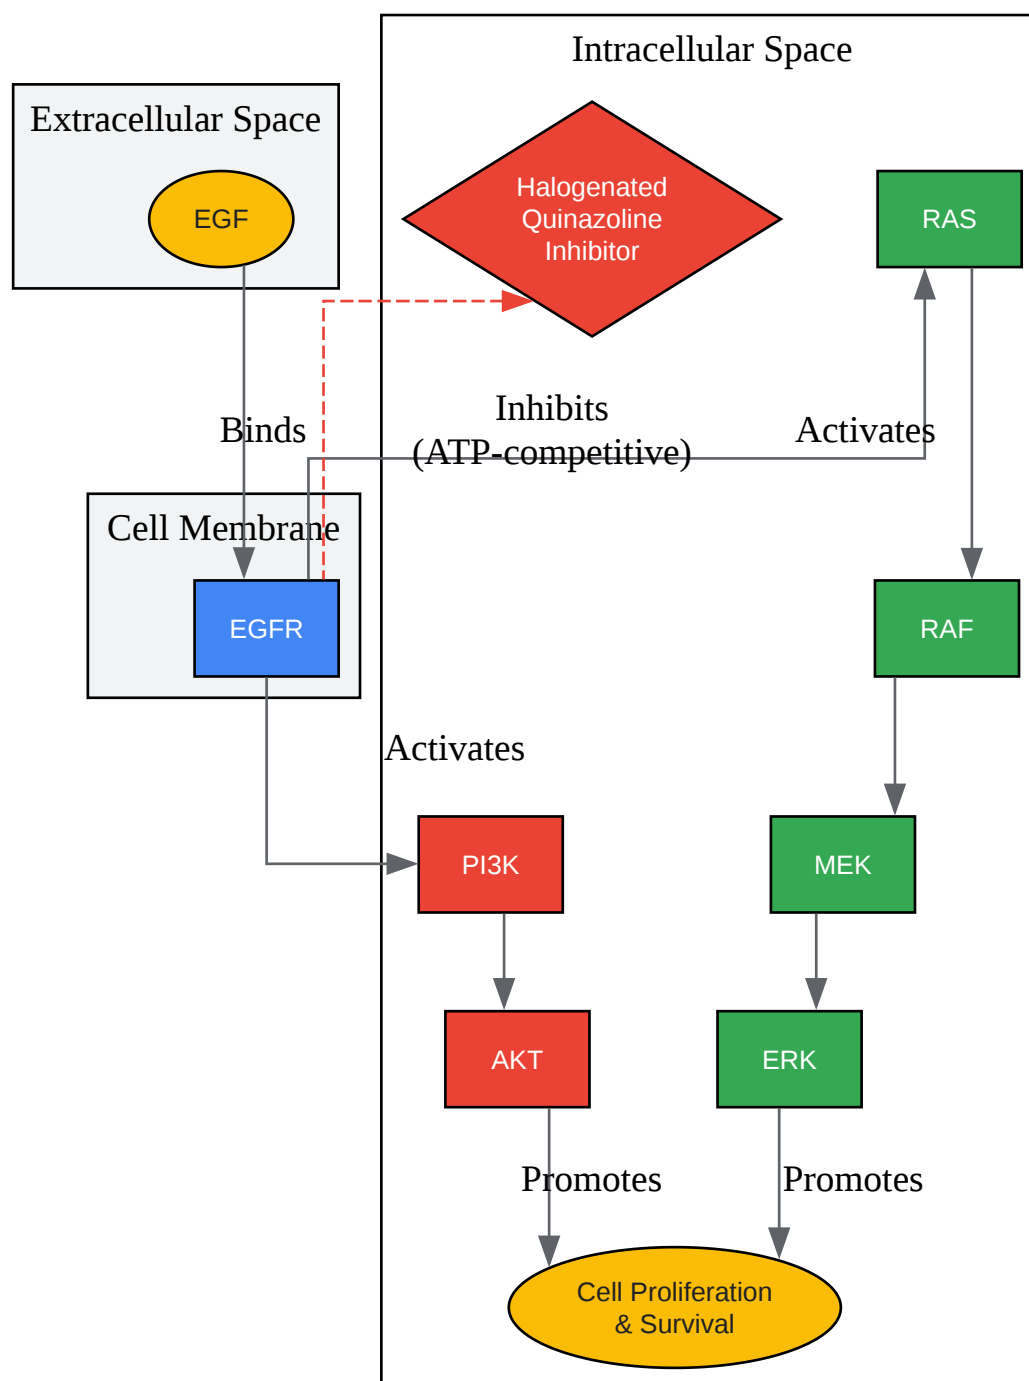 Intracellular Space
Extracellular Space
Halogenated
Quinazoline
Inhibitor
EGF
RAS
Binds
Inhibits
(ATP-competitive)
Activates
Cell Membrane
EGFR
RAF
Activates
PI3K
MEK
AKT
ERK
Promotes
Promotes
Cell Proliferation
& Survival